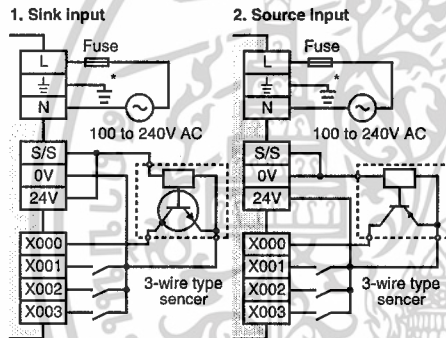 1. Sink input
Fuse
L
*
N
100 to 240V AC
S/S
0V
24V
X000
X001
X002
X003
3-wire type
sencer
2. Source Input
Fuse
L
*
N
100 to 240V AC
S/S
0V
24V
X000
X001
X002
X003
3-wire type
sencer